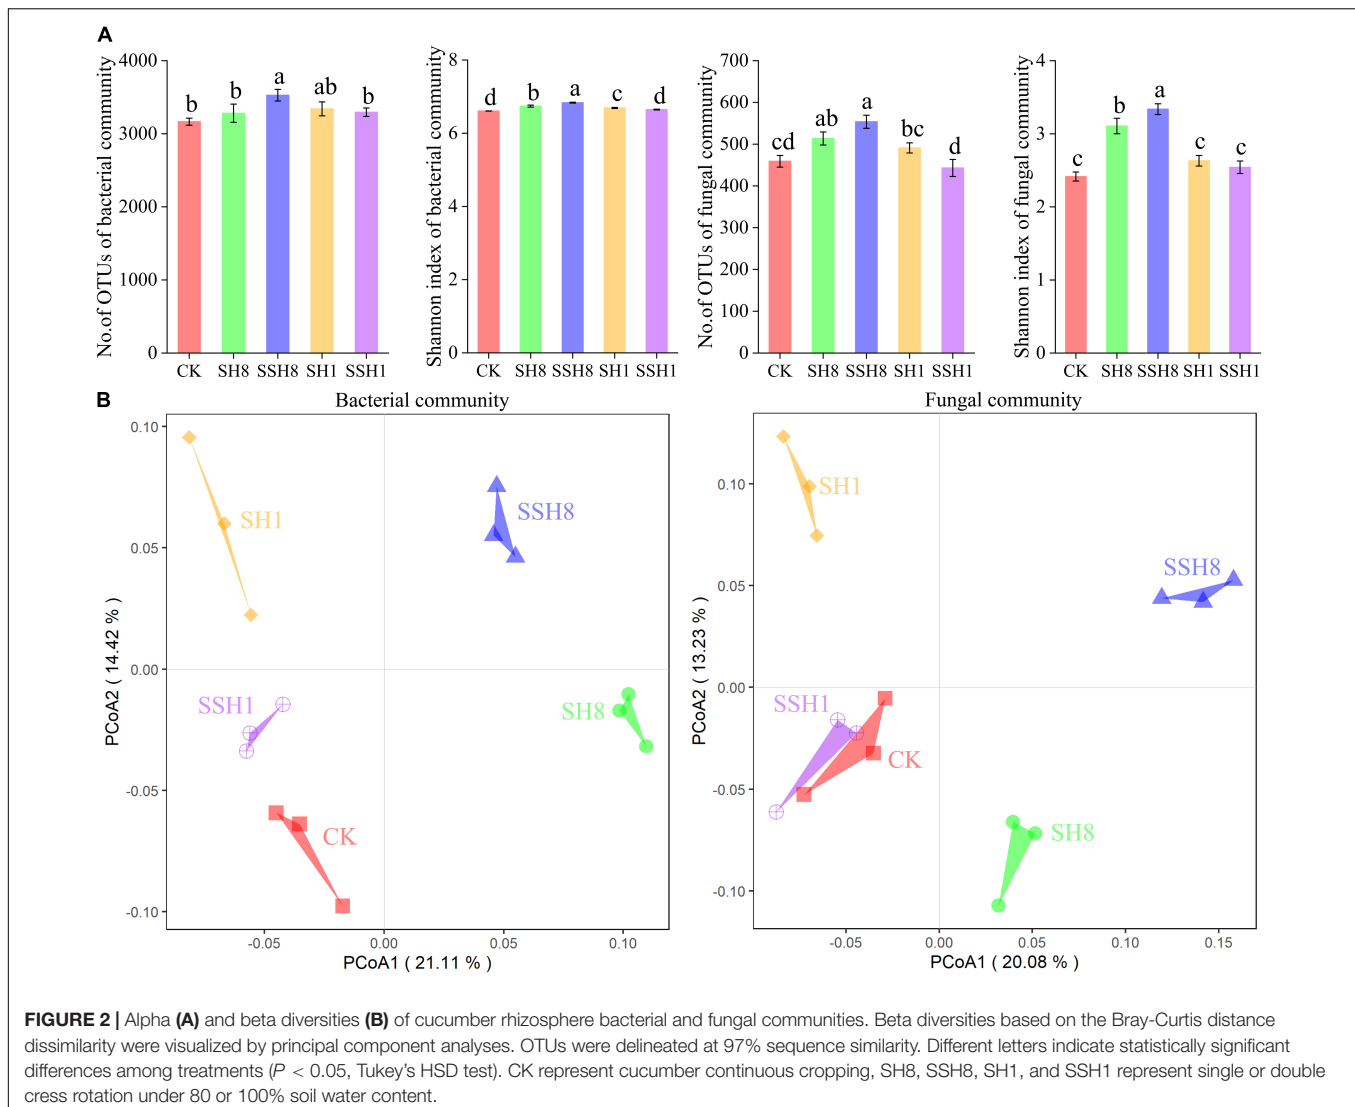 A
No.of OTUs of bacterial community
4000
3000
2000
1000
0
b
b
a
ab
b
CK SH8 SSH8 SH1 SSH1
Shannon index of bacterial community
8
6
4
2
0
d
b
a
c
d
CK SH8 SSH8 SH1 SSH1
No.of OTUs of fungal community
700
600
500
400
300
200
100
0
cd
ab
a
bc
d
CK SH8 SSH8 SH1 SSH1
Shannon index of fungal community
4
3
2
1
0
c
b
a
c
c
CK SH8 SSH8 SH1 SSH1
B
Bacterial community
PCoA2 ( 14.42 % )
0.10
0.05
0.00
-0.05
-0.10
SH1
SSH8
SSH1
SH8
CK
-0.05 0.00 0.05 0.10
PCoA1 ( 21.11 % )
Fungal community
PCoA2 ( 13.23 % )
0.10
0.05
0.00
-0.05
-0.10
SH1
SSH8
SSH1
CK
SH8
-0.05 0.00 0.05 0.10 0.15
PCoA1 ( 20.08 % )
FIGURE 2 | Alpha (A) and beta diversities (B) of cucumber rhizosphere bacterial and fungal communities. Beta diversities based on the Bray-Curtis distance
dissimilarity were visualized by principal component analyses. OTUs were delineated at 97% sequence similarity. Different letters indicate statistically significant
differences among treatments (P < 0.05, Tukey's HSD test). CK represent cucumber continuous cropping, SH8, SSH8, SH1, and SSH1 represent single or double
cress rotation under 80 or 100% soil water content.